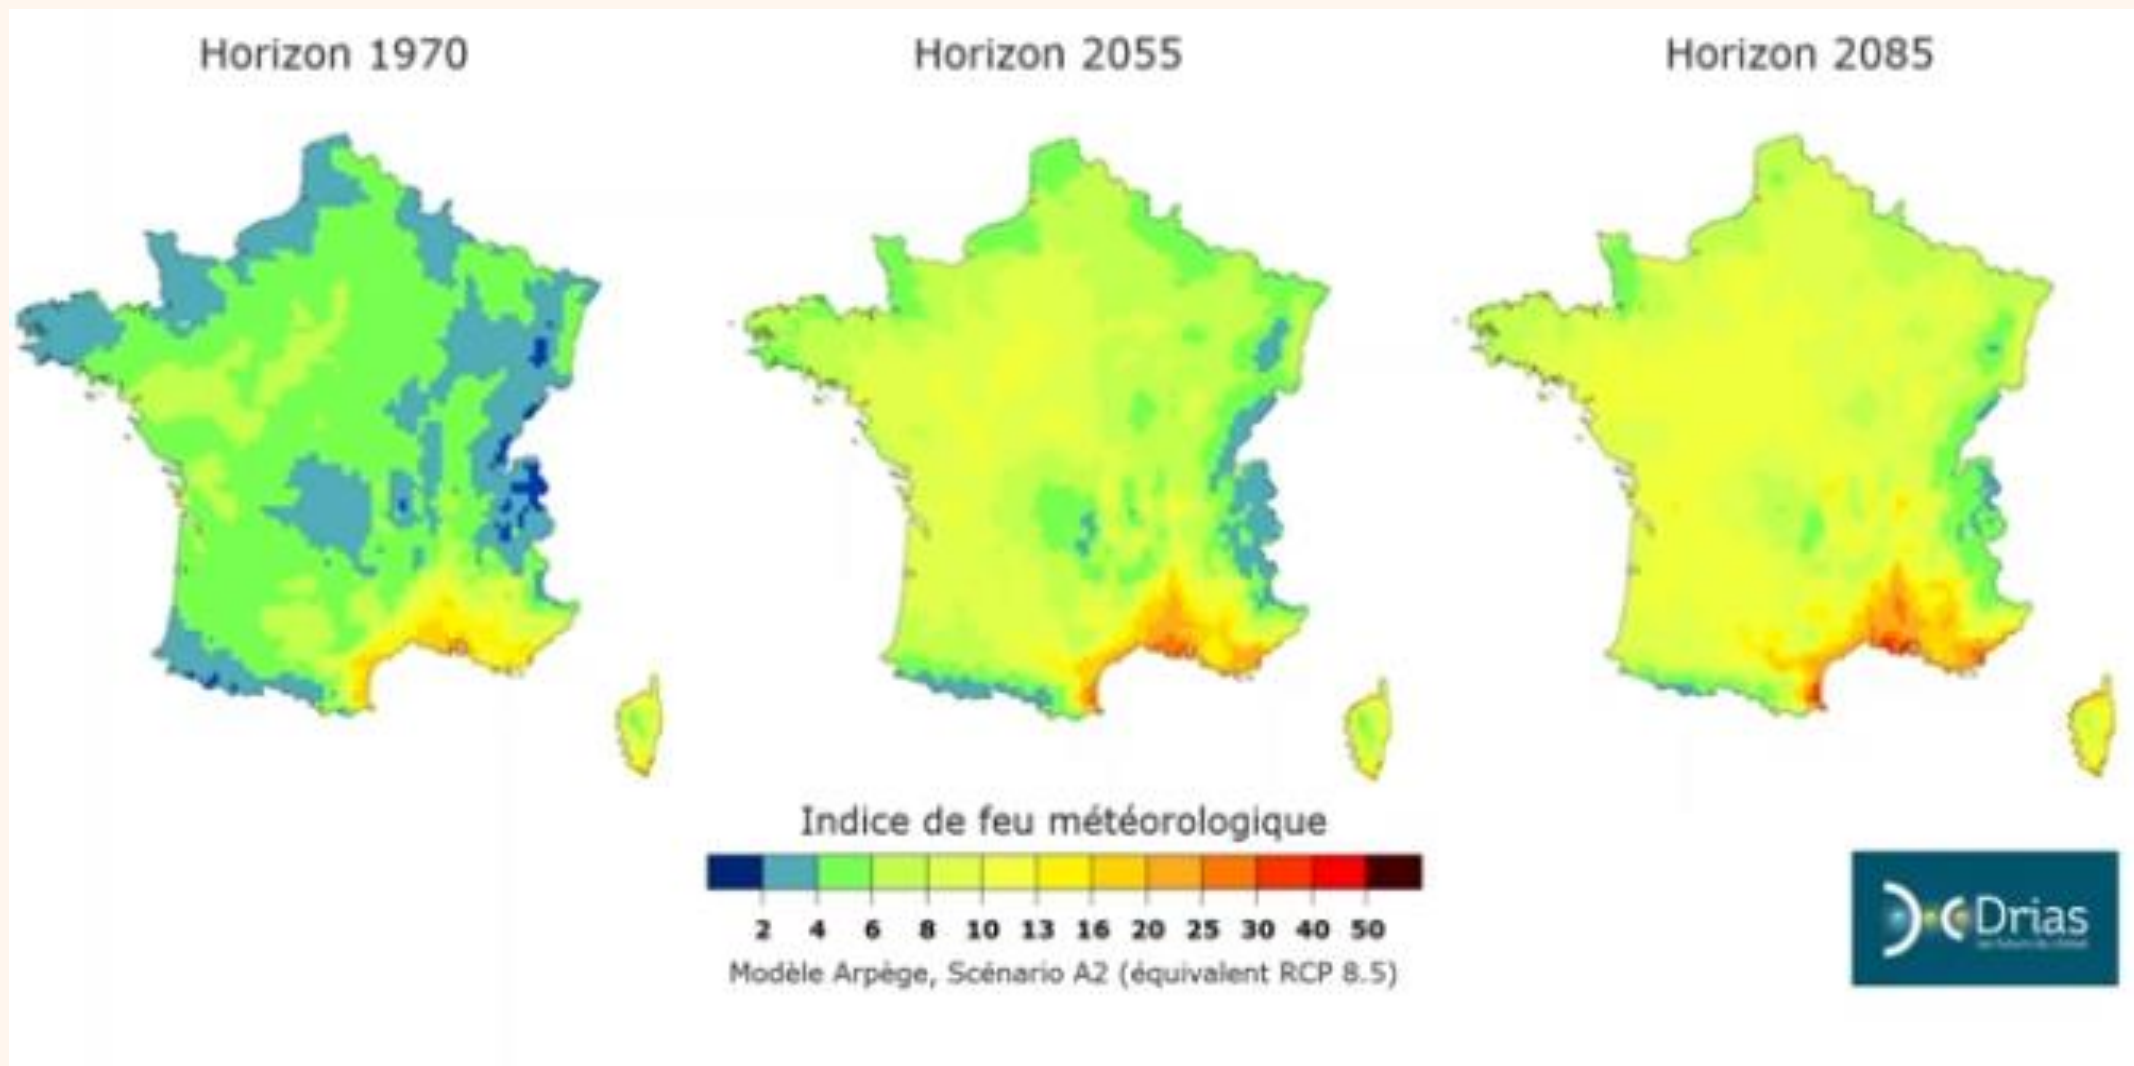 Horizon 1970
Horizon 2055
Horizon 2085
Indice de feu météorologique
2 4 6 8 10 13 16 20 25 30 40 50
Modèle Arpège, Scénario A2 (équivalent RCP 8.5)
Drias